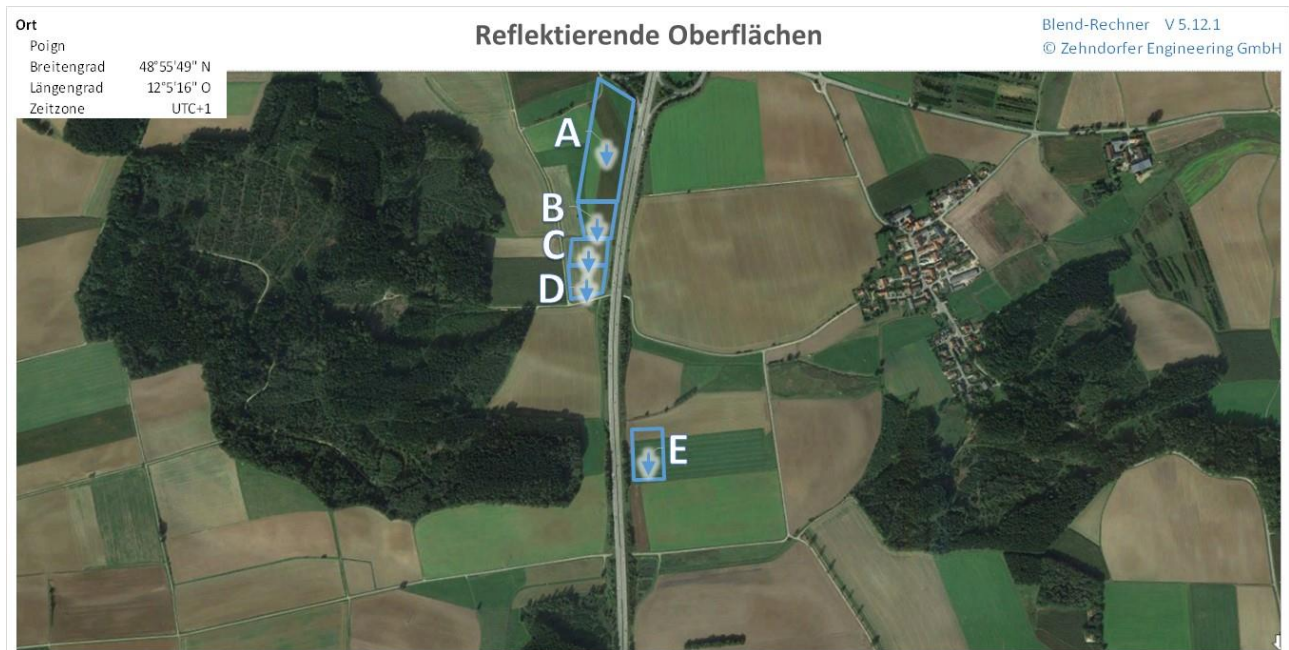 Ort
Poign
Breitengrad 48°55'49" N
Längengrad 12°5'16" O
Zeitzone UTC+1
Reflektierende Oberflächen
Blend-Rechner V 5.12.1
© Zehndorfer Engineering GmbH
A
B
C
D
E